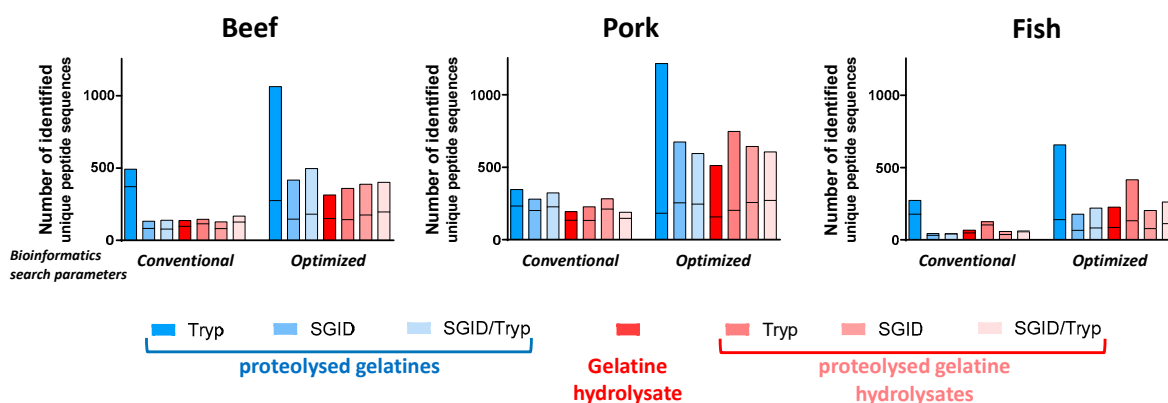 Beef
Pork
Fish
Number of identified
unique peptide sequences
1000
500
0
Number of identified
unique peptide sequences
1000
500
0
Number of identified
unique peptide sequences
1000
500
0
Bioinformatics
search parameters
Conventional
Optimized
Conventional
Optimized
Conventional
Optimized
Tryp
SGID
SGID/Tryp
Tryp
SGID
SGID/Tryp
proteolysed gelatines
Gelatine
hydrolysate
proteolysed gelatine
hydrolysates